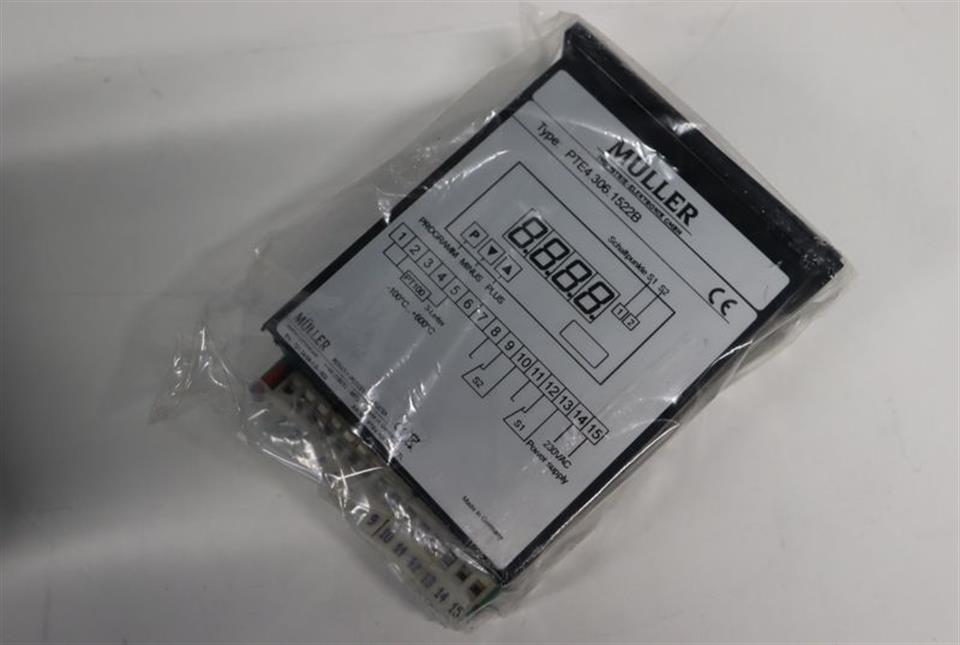 MÜLLER
INDUSTRIE-ELEKTRONIK GMBH
Type: PTE4.306.1522B
Schaltpunkte S1 S2
8.8.8.8.
1 2
P ▼ ▲
PROGRAMM MINUS PLUS
1 2 3 4 5 6 7 8 9 10 11 12 13 14 15
PT100
3-Leiter
-100°C...+600°C
S2
S1
230VAC
Power supply
CE
MÜLLER
Made in Germany
9 10 11 12 13 14 15